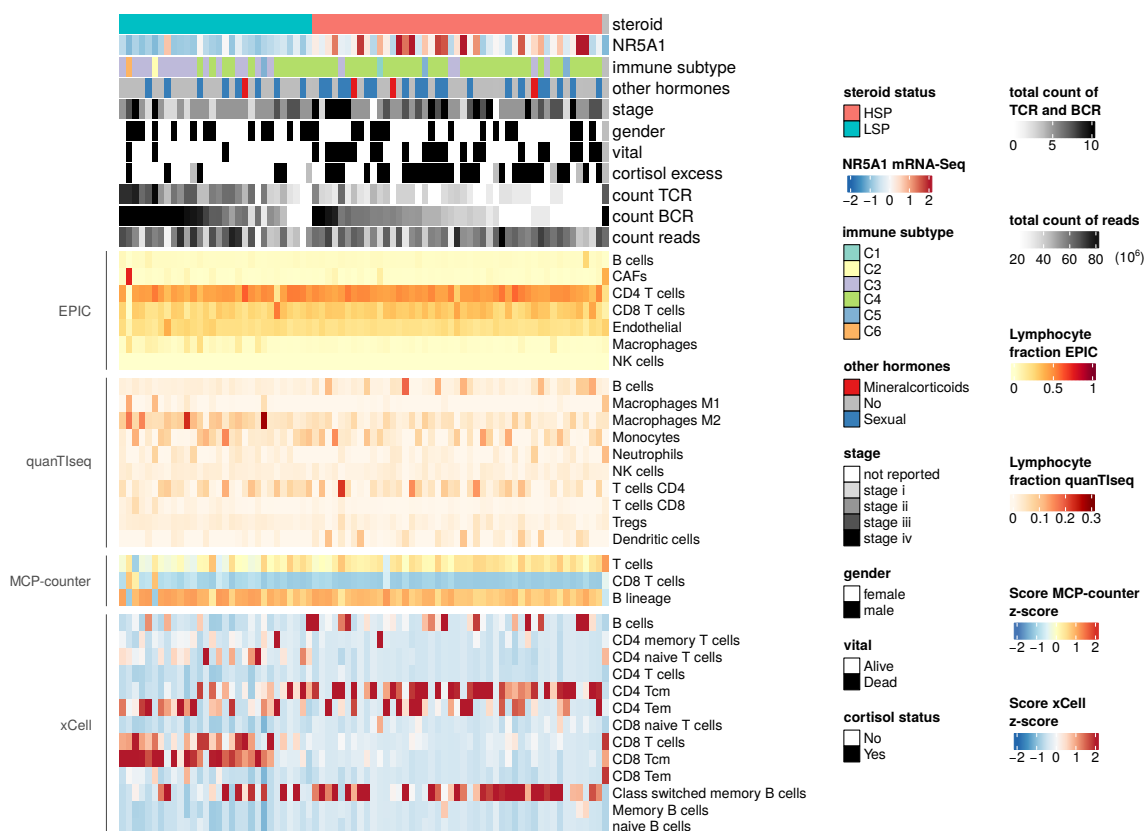 steroid
NR5A1
immune subtype
other hormones
stage
gender
vital
cortisol excess
count TCR
count BCR
count reads
EPIC
B cells
CAFs
CD4 T cells
CD8 T cells
Endothelial
Macrophages
NK cells
quanTIseq
B cells
Macrophages M1
Macrophages M2
Monocytes
Neutrophils
NK cells
T cells CD4
T cells CD8
Tregs
Dendritic cells
MCP-counter
T cells
CD8 T cells
B lineage
xCell
B cells
CD4 memory T cells
CD4 naive T cells
CD4 T cells
CD4 Tcm
CD4 Tem
CD8 naive T cells
CD8 T cells
CD8 Tcm
CD8 Tem
Class switched memory B cells
Memory B cells
naive B cells
steroid status
HSP
LSP
NR5A1 mRNA-Seq
−2 −1 0 1 2
immune subtype
C1
C2
C3
C4
C5
C6
other hormones
Mineralcorticoids
No
Sexual
stage
not reported
stage i
stage ii
stage iii
stage iv
gender
female
male
vital
Alive
Dead
cortisol status
No
Yes
total count of
TCR and BCR
0 5 10
total count of reads
20 40 60 80 (10⁶)
Lymphocyte
fraction EPIC
0 0.5 1
Lymphocyte
fraction quanTIseq
0 0.1 0.2 0.3
Score MCP-counter
z-score
−2 −1 0 1 2
Score xCell
z-score
−2 −1 0 1 2